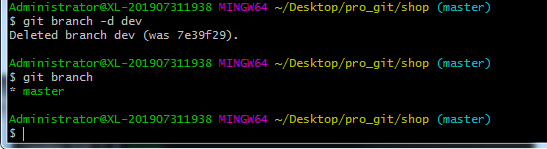 Administrator@XL-201907311938 MINGW64 ~/Desktop/pro_git/shop (master)
$ git branch -d dev
Deleted branch dev (was 7e39f29).
Administrator@XL-201907311938 MINGW64 ~/Desktop/pro_git/shop (master)
$ git branch
* master
Administrator@XL-201907311938 MINGW64 ~/Desktop/pro_git/shop (master)
$